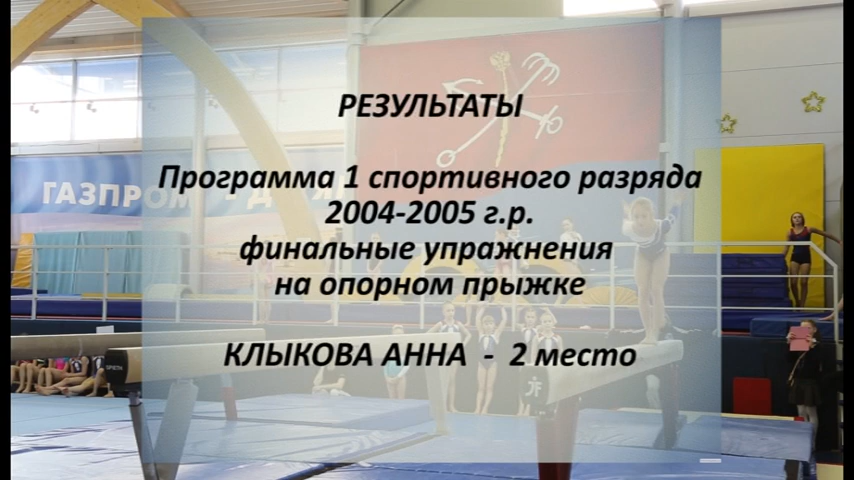 РЕЗУЛЬТАТЫ
Программа 1 спортивного разряда
2004-2005 г.р.
финальные упражнения
на опорном прыжке
КЛЫКОВА АННА - 2 место
ГАЗПРОМ